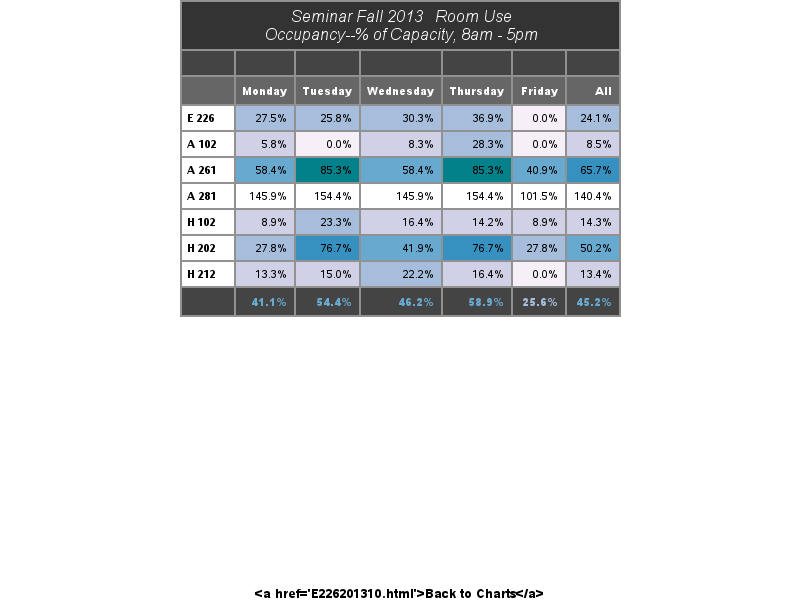 Seminar Fall 2013 Room Use
Occupancy--% of Capacity, 8am - 5pm
Monday Tuesday Wednesday Thursday Friday All
E 226 27.5% 25.8% 30.3% 36.9% 0.0% 24.1%
A 102 5.8% 0.0% 8.3% 28.3% 0.0% 8.5%
A 261 58.4% 85.3% 58.4% 85.3% 40.9% 65.7%
A 281 145.9% 154.4% 145.9% 154.4% 101.5% 140.4%
H 102 8.9% 23.3% 16.4% 14.2% 8.9% 14.3%
H 202 27.8% 76.7% 41.9% 76.7% 27.8% 50.2%
H 212 13.3% 15.0% 22.2% 16.4% 0.0% 13.4%
41.1% 54.4% 46.2% 58.9% 25.6% 45.2%
<a href='E226201310.html'>Back to Charts</a>